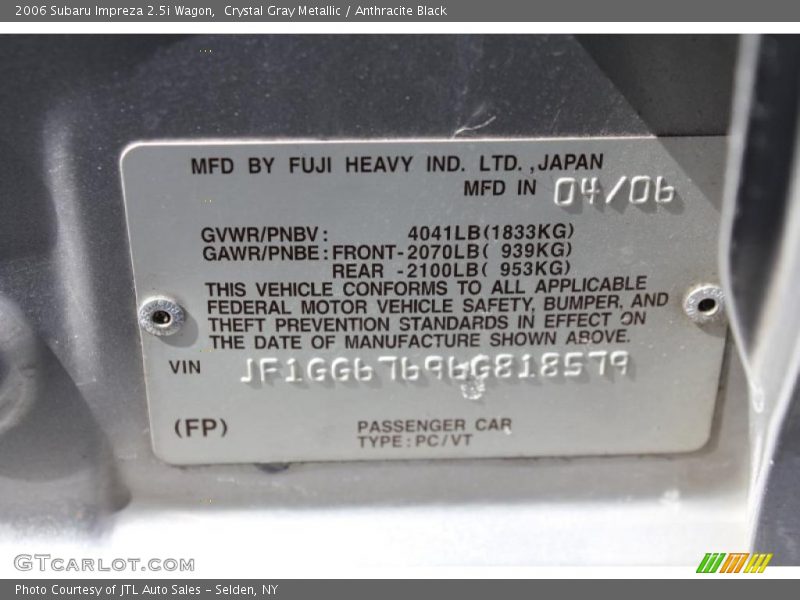 2006 Subaru Impreza 2.5i Wagon,  Crystal Gray Metallic / Anthracite Black
MFD BY FUJI HEAVY IND. LTD.,JAPAN
MFD IN 04/06
GVWR/PNBV: 4041LB(1833KG)
GAWR/PNBE:FRONT-2070LB( 939KG)
REAR -2100LB( 953KG)
THIS VEHICLE CONFORMS TO ALL APPLICABLE
FEDERAL MOTOR VEHICLE SAFETY, BUMPER, AND
THEFT PREVENTION STANDARDS IN EFFECT ON
THE DATE OF MANUFACTURE SHOWN ABOVE.
VIN JF1GG67696G818579
(FP) PASSENGER CAR
TYPE:PC/VT
GTCARLOT.COM
Photo Courtesy of JTL Auto Sales - Selden, NY